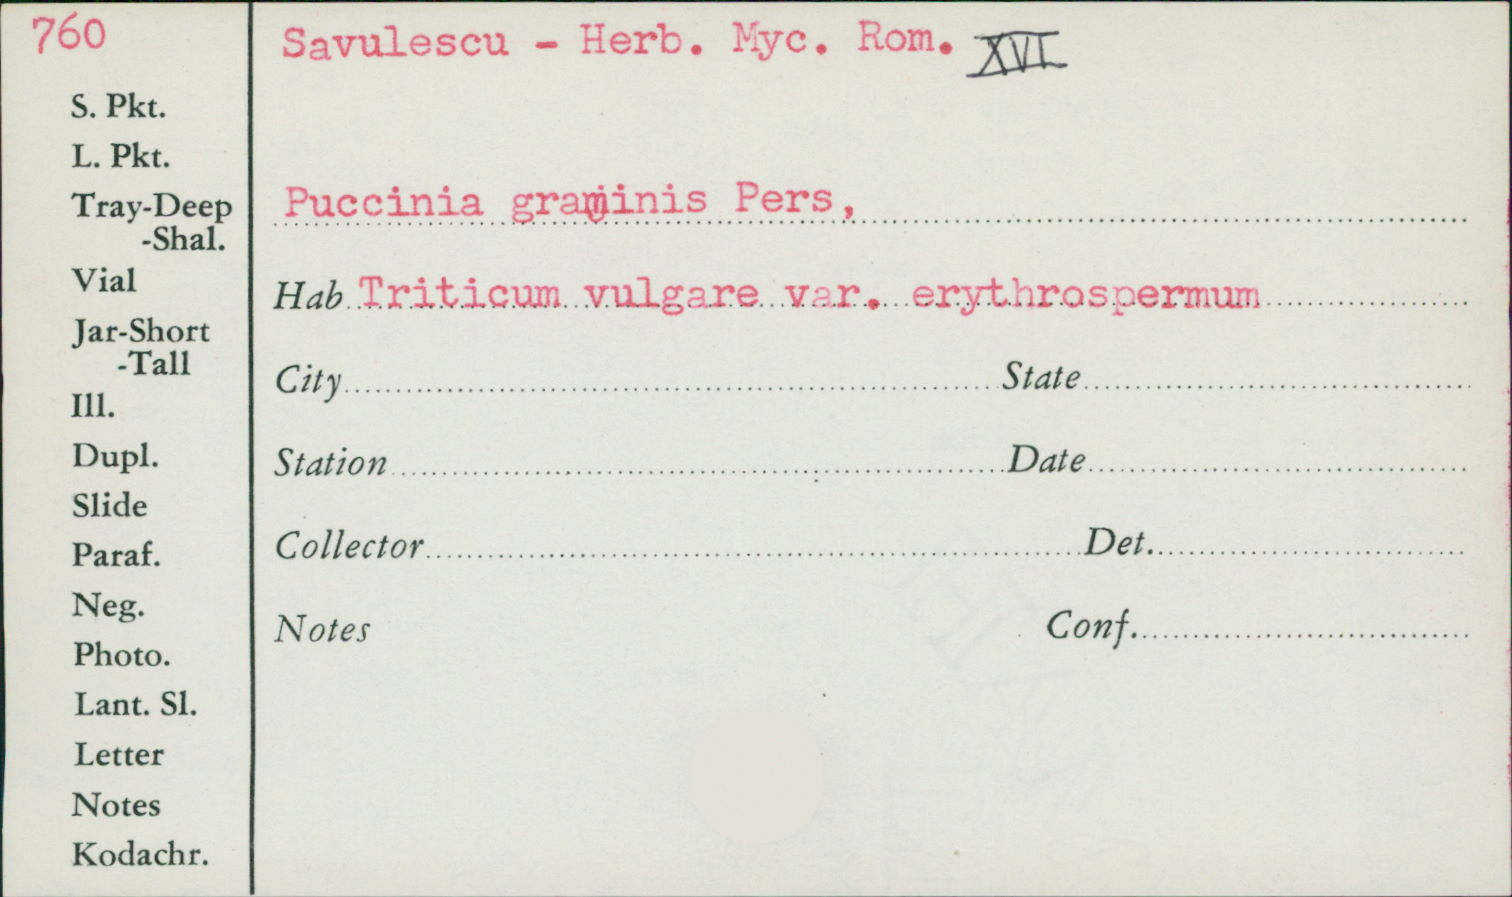 760
Savulescu - Herb. Myc. Rom. XVI
S. Pkt.
L. Pkt.
Tray-Deep
-Shal.
Vial
Jar-Short
-Tall
Ill.
Dupl.
Slide
Paraf.
Neg.
Photo.
Lant. Sl.
Letter
Notes
Kodachr.
Puccinia graminis Pers,
Hab Triticum vulgare var. erythrospermum
City State
Station Date
Collector Det.
Notes Conf.